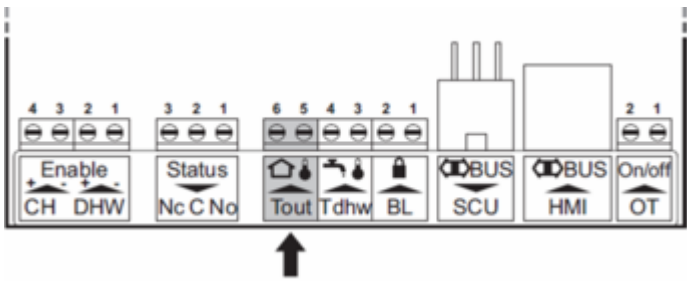 4 3 2 1 3 2 1 6 5 4 3 2 1 2 1
Enable Status BUS BUS On/off
+ - + -
CH DHW Nc C No Tout Tdhw BL SCU HMI OT